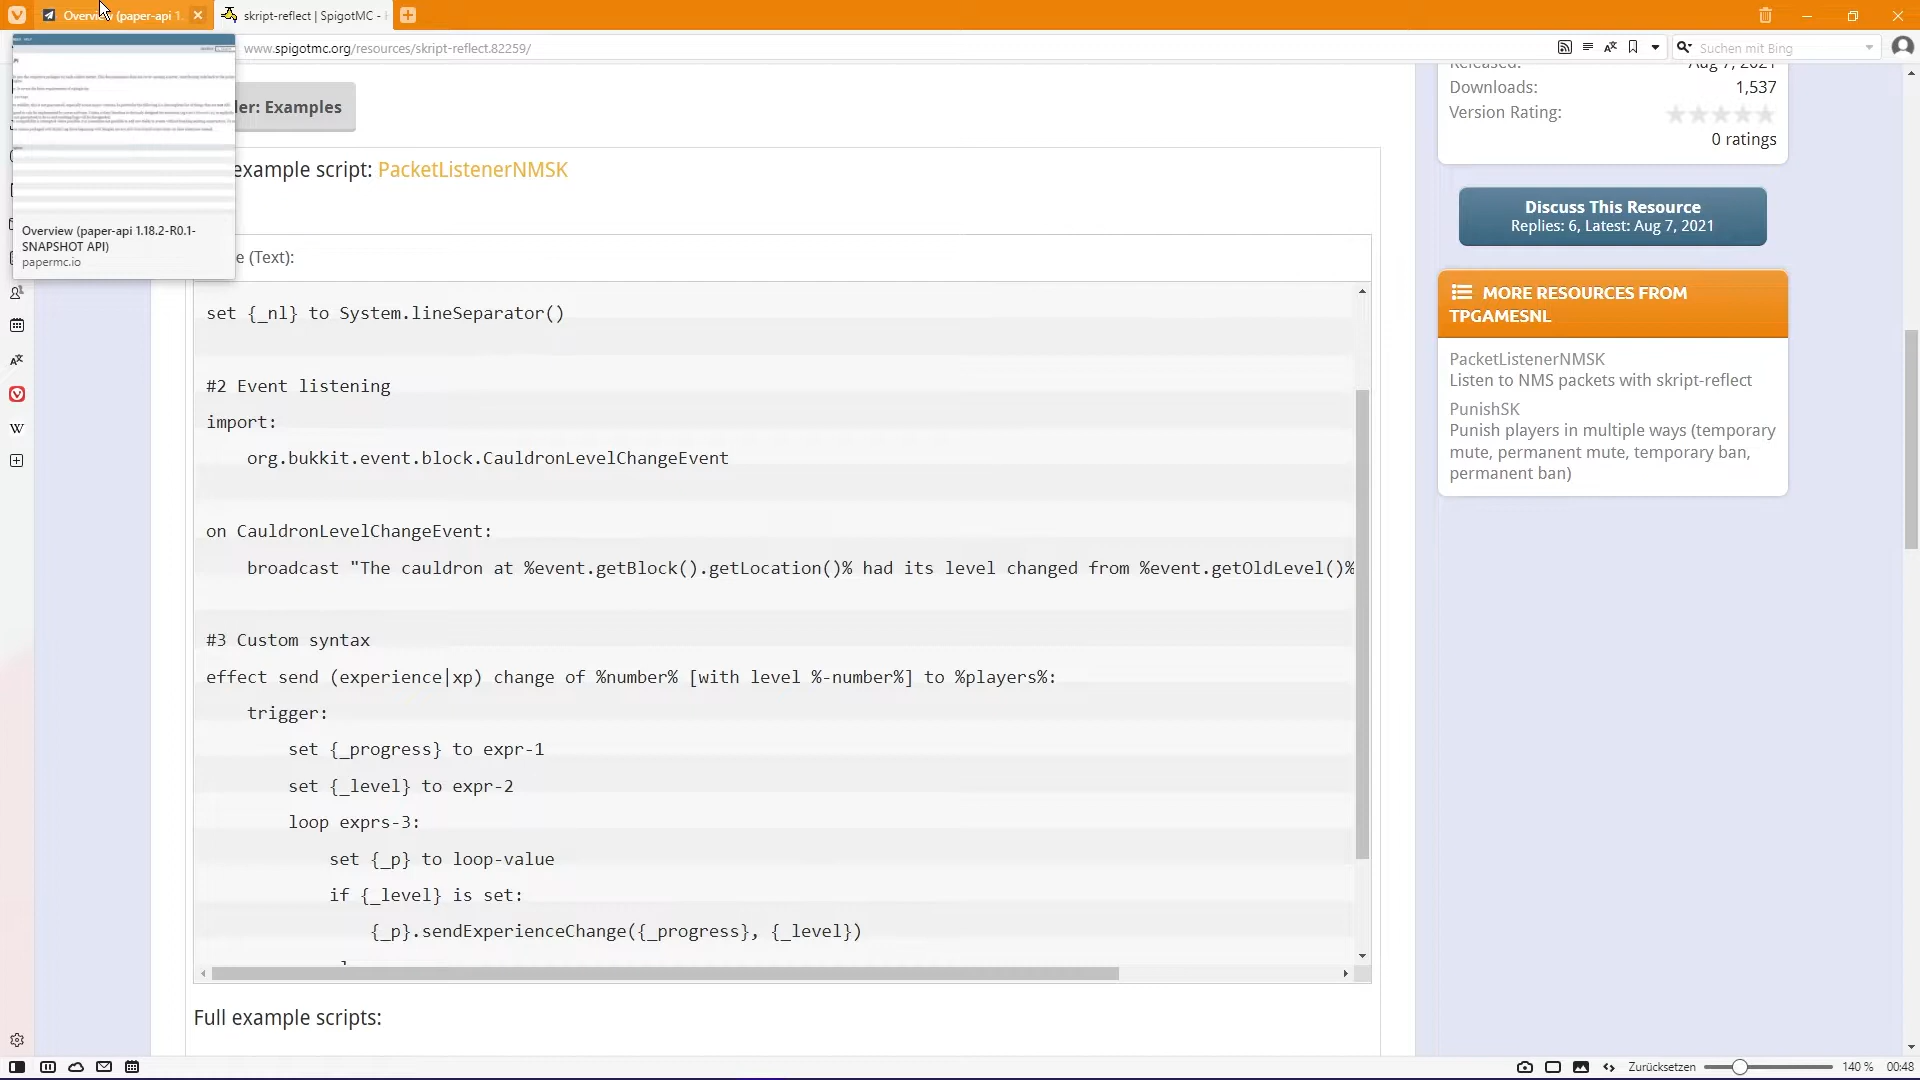 Overvi (paper-api 1.
skript-reflect | SpigotMC -
www.spigotmc.org/resources/skript-reflect.82259/
Suchen mit Bing
Overview (paper-api 1.18.2-R0.1-
SNAPSHOT API)
papermc.io
ler: Examples
example script: PacketListenerNMSK
e (Text):
set {_nl} to System.lineSeparator()
#2 Event listening
import:
org.bukkit.event.block.CauldronLevelChangeEvent
on CauldronLevelChangeEvent:
broadcast "The cauldron at %event.getBlock().getLocation()% had its level changed from %event.getOldLevel()%
#3 Custom syntax
effect send (experience|xp) change of %number% [with level %-number%] to %players%:
trigger:
set {_progress} to expr-1
set {_level} to expr-2
loop exprs-3:
set {_p} to loop-value
if {_level} is set:
{_p}.sendExperienceChange({_progress}, {_level})
Full example scripts:
Released: Aug 7, 2021
Downloads: 1,537
Version Rating:
0 ratings
Discuss This Resource
Replies: 6, Latest: Aug 7, 2021
MORE RESOURCES FROM
TPGAMESNL
PacketListenerNMSK
Listen to NMS packets with skript-reflect
PunishSK
Punish players in multiple ways (temporary
mute, permanent mute, temporary ban,
permanent ban)
Zurücksetzen 140 % 00:48